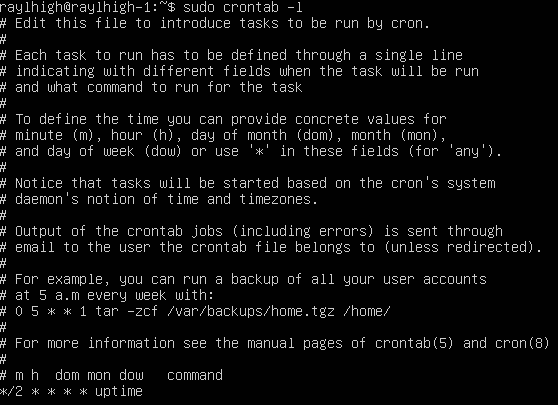 raylhigh@raylhigh-1:~$ sudo crontab -l
# Edit this file to introduce tasks to be run by cron.
#
# Each task to run has to be defined through a single line
# indicating with different fields when the task will be run
# and what command to run for the task
#
# To define the time you can provide concrete values for
# minute (m), hour (h), day of month (dom), month (mon),
# and day of week (dow) or use '*' in these fields (for 'any').
#
# Notice that tasks will be started based on the cron's system
# daemon's notion of time and timezones.
#
# Output of the crontab jobs (including errors) is sent through
# email to the user the crontab file belongs to (unless redirected).
#
# For example, you can run a backup of all your user accounts
# at 5 a.m every week with:
# 0 5 * * 1 tar -zcf /var/backups/home.tgz /home/
#
# For more information see the manual pages of crontab(5) and cron(8)
#
# m h  dom mon dow   command
*/2 * * * * uptime